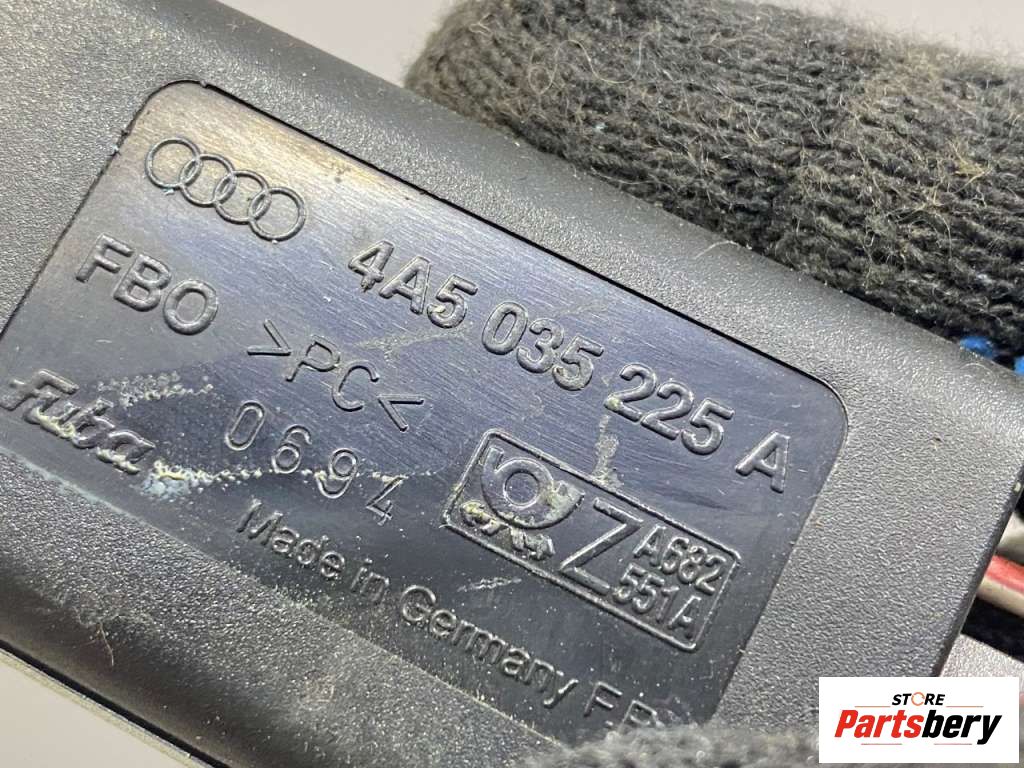 4A5 035 225 A
FBO >PC<
fuba 0694
Z A682
551A
Made in Germany F.R
STORE
Partsbery